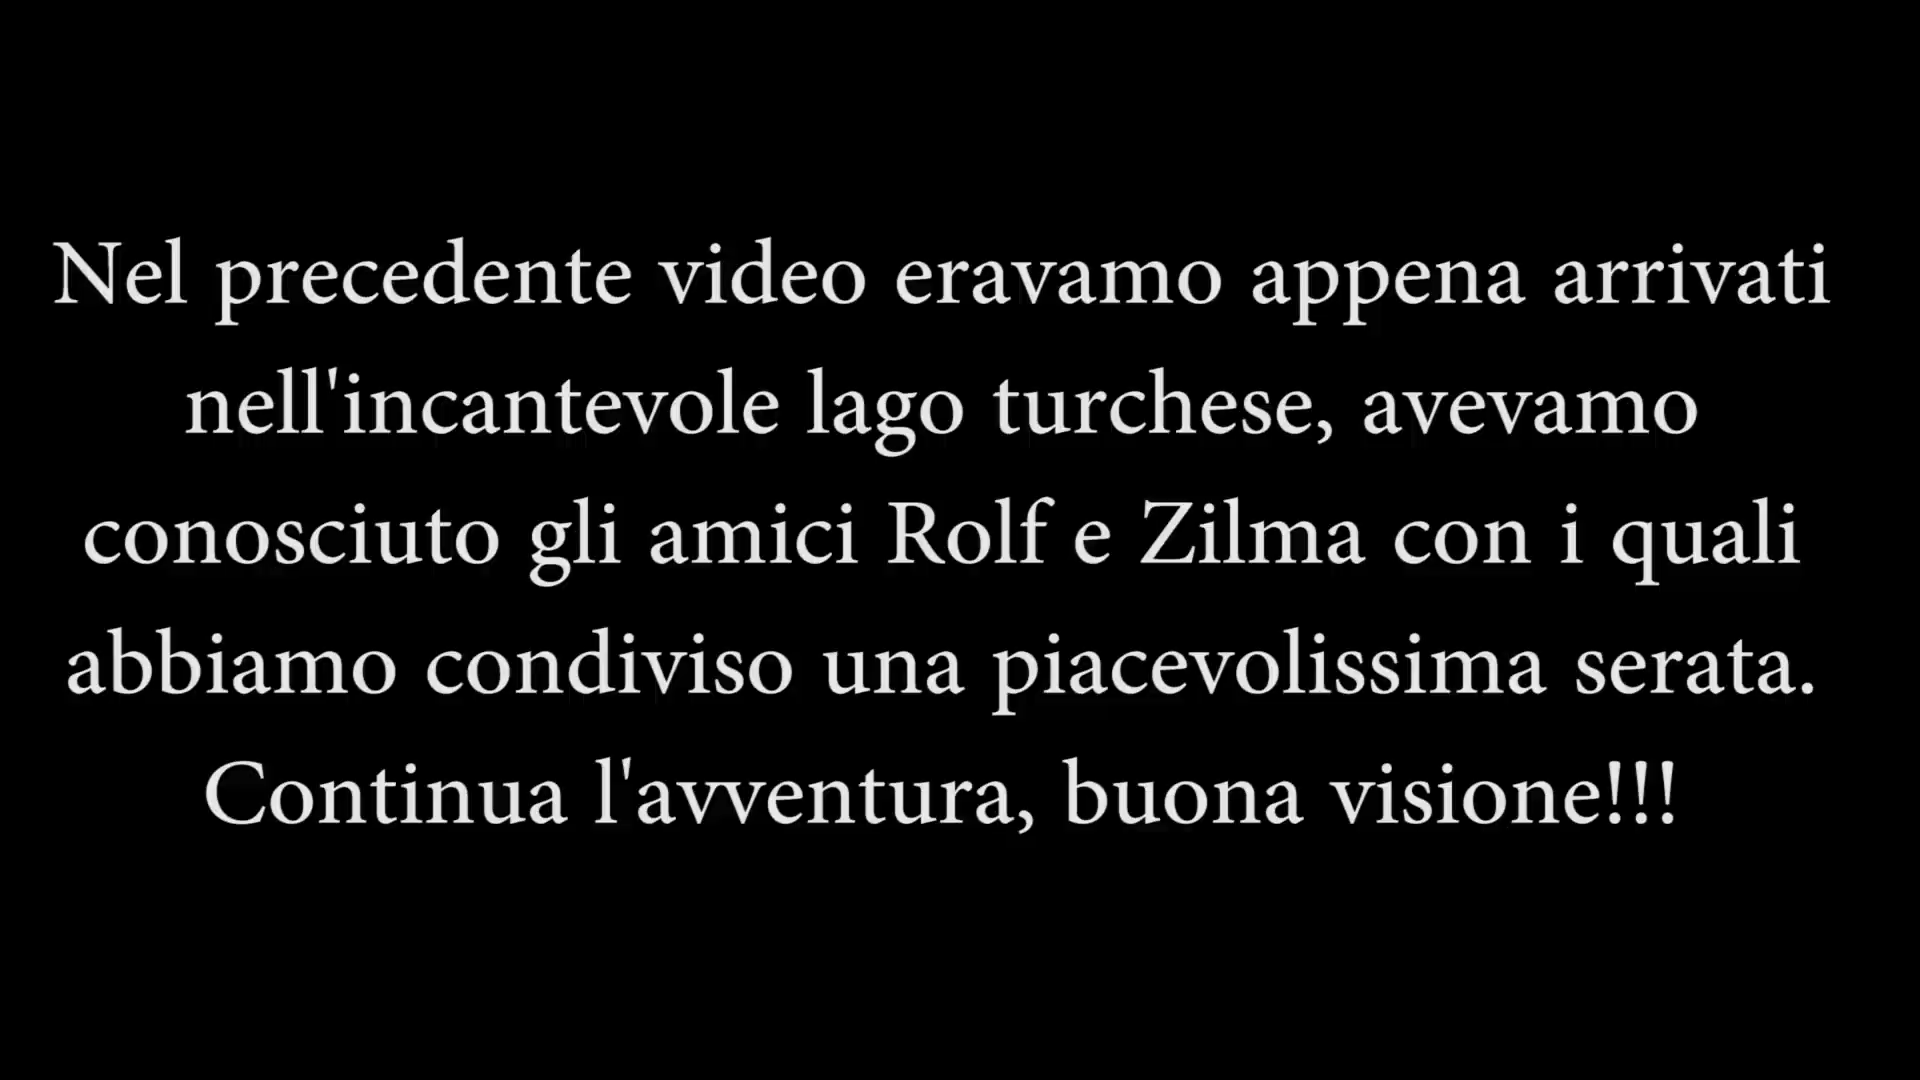 Nel precedente video eravamo appena arrivati
nell'incantevole lago turchese, avevamo
conosciuto gli amici Rolf e Zilma con i quali
abbiamo condiviso una piacevolissima serata.
Continua l'avventura, buona visione!!!